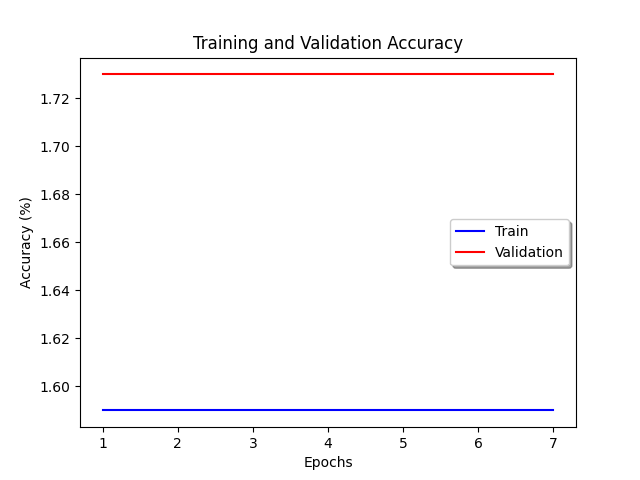 Training and Validation Accuracy
Accuracy (%)
1.72
1.70
1.68
1.66
1.64
1.62
1.60
Train
Validation
1 2 3 4 5 6 7
Epochs